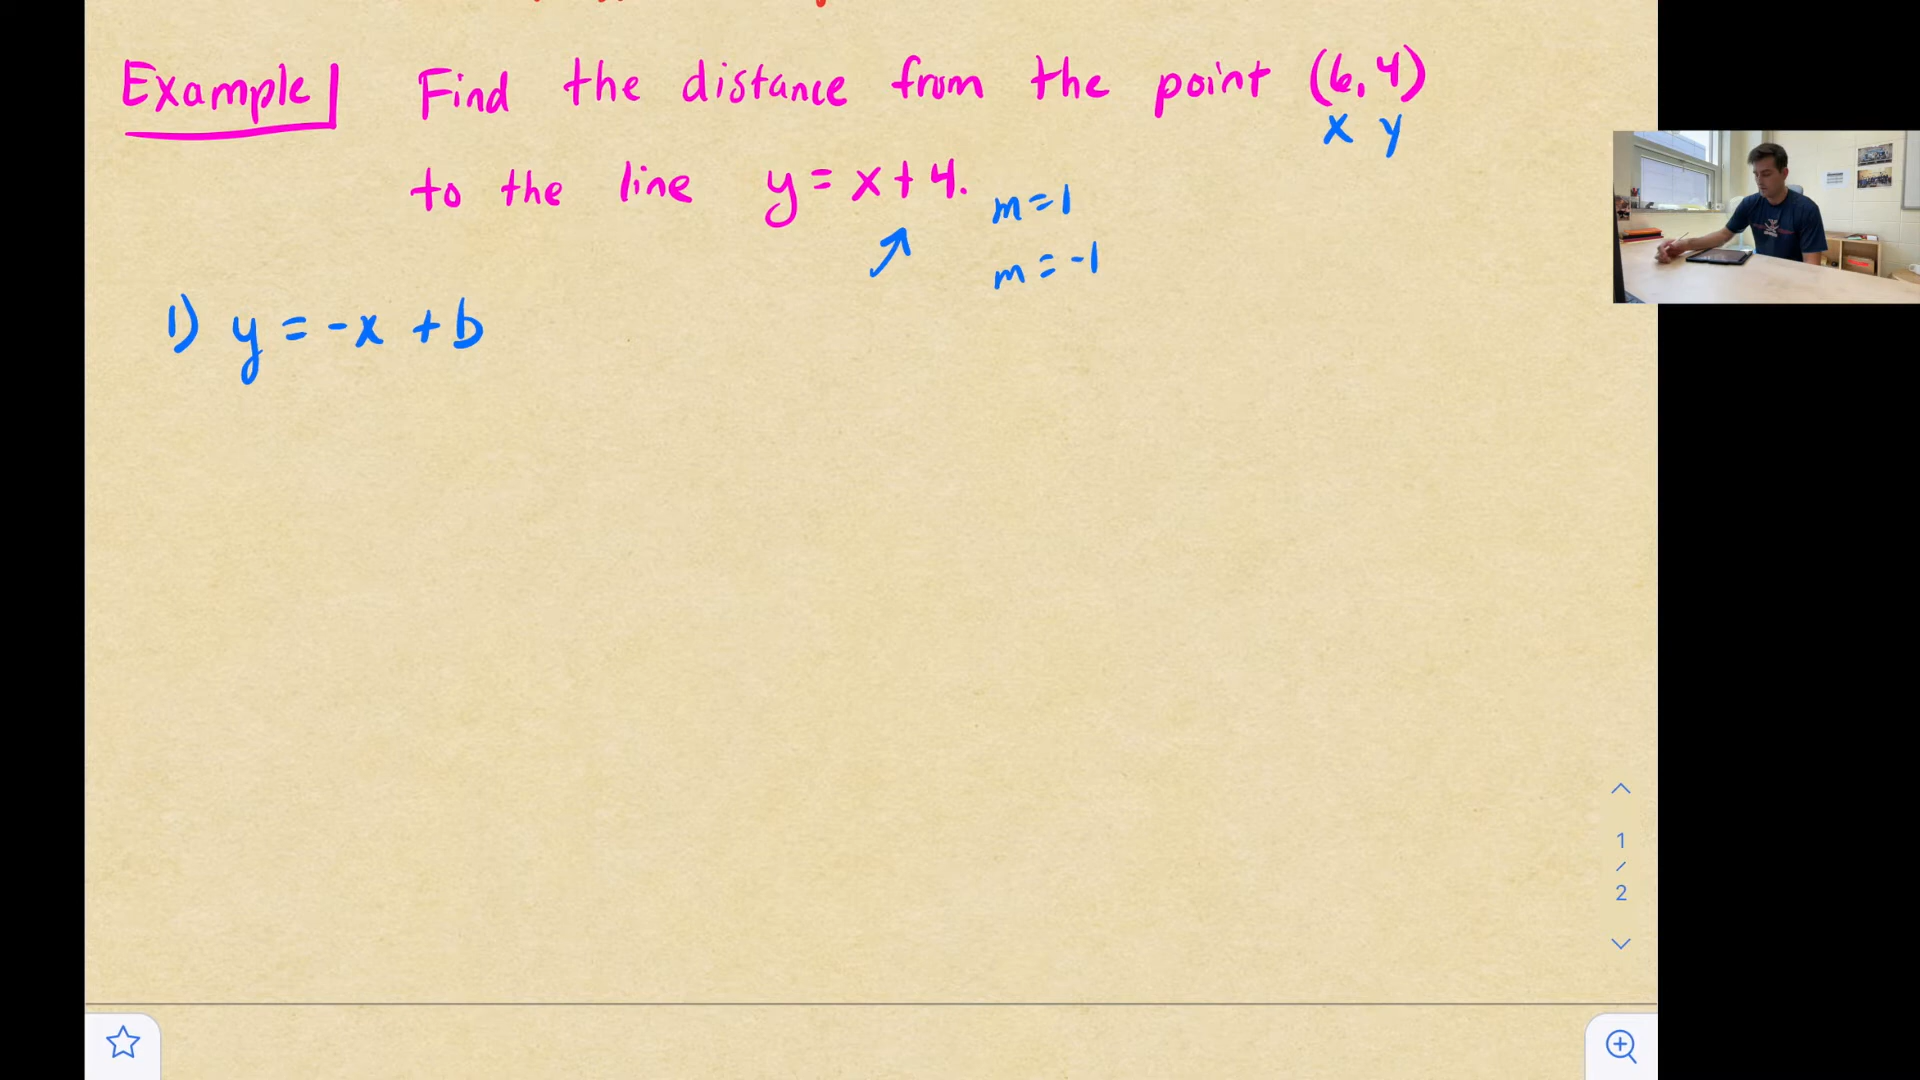 Example Find the distance from the point (6,4)
x y
to the line y = x + 4. m = 1
m = -1
1) y = -x + b
1
/
2